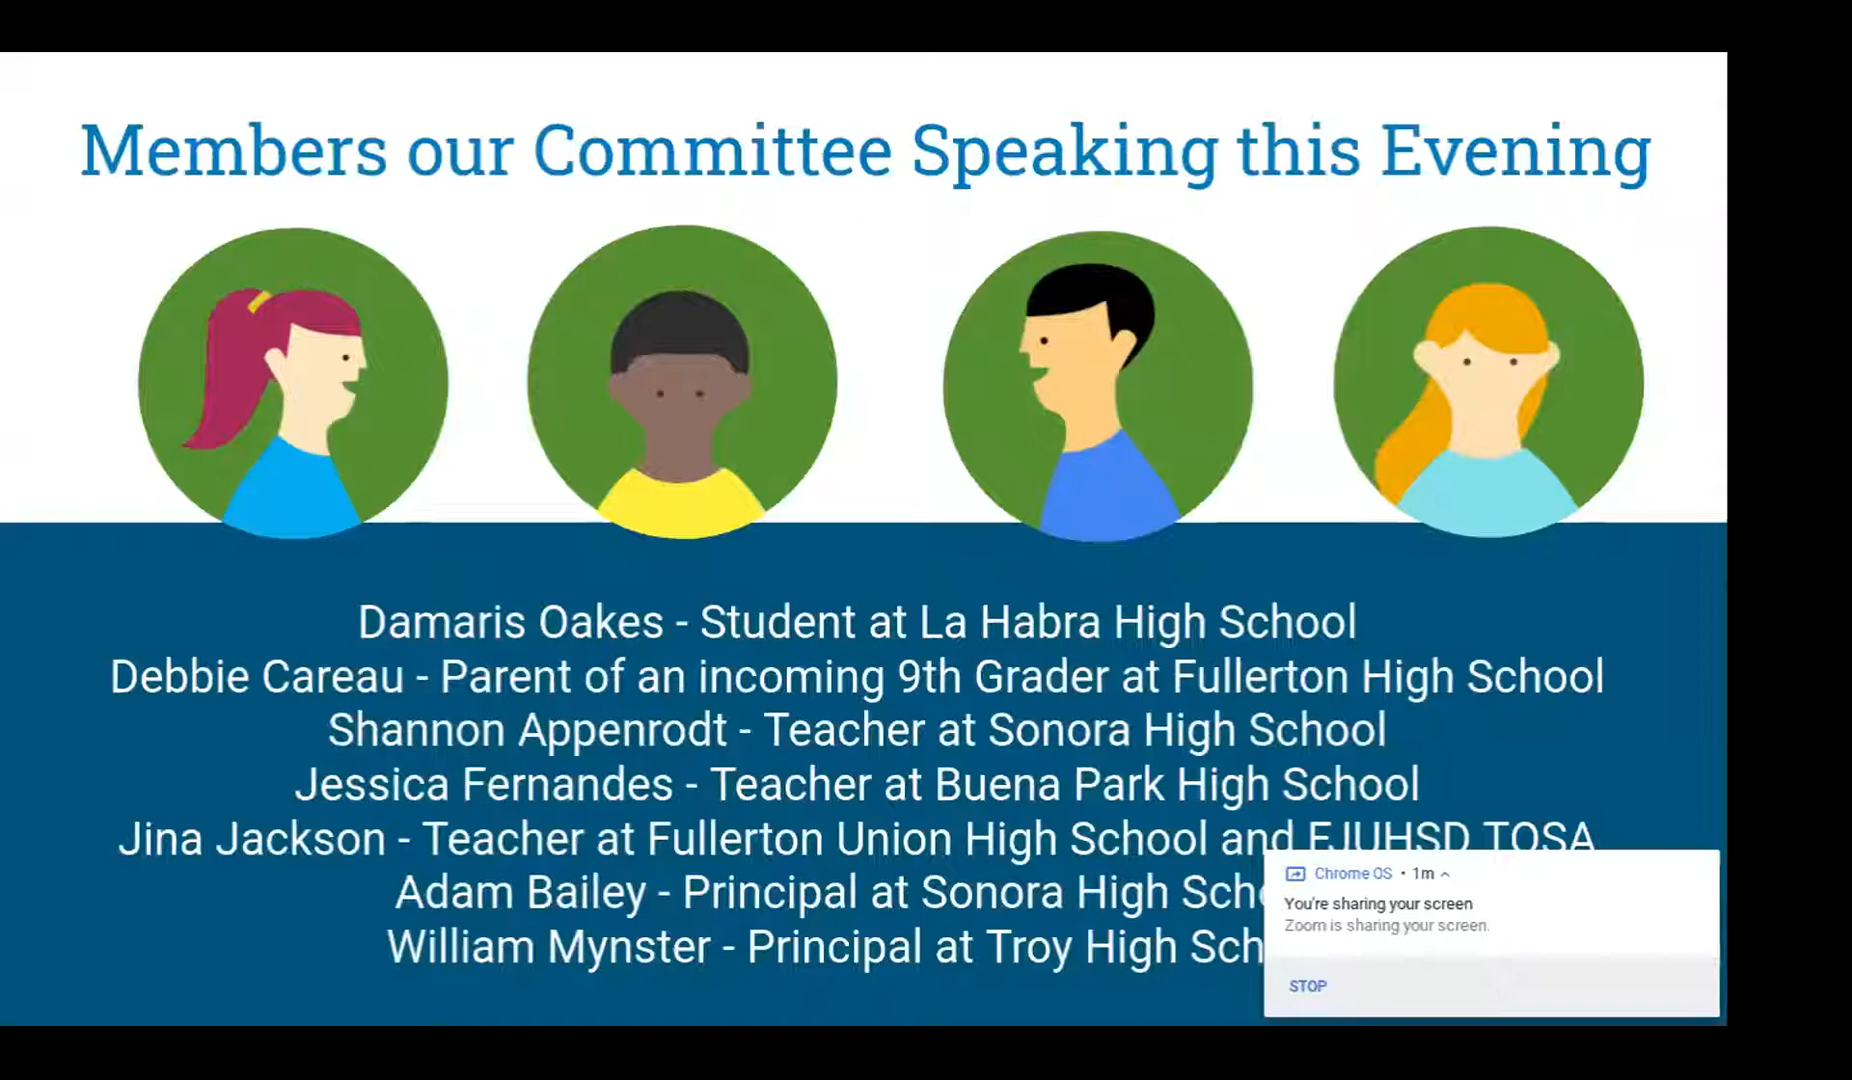 Members our Committee Speaking this Evening
Damaris Oakes - Student at La Habra High School
Debbie Careau - Parent of an incoming 9th Grader at Fullerton High School
Shannon Appenrodt - Teacher at Sonora High School
Jessica Fernandes - Teacher at Buena Park High School
Jina Jackson - Teacher at Fullerton Union High School and FJUHSD TOSA
Adam Bailey - Principal at Sonora High
William Mynster - Principal at Troy High
Chrome OS • 1m
You're sharing your screen
Zoom is sharing your screen.
STOP